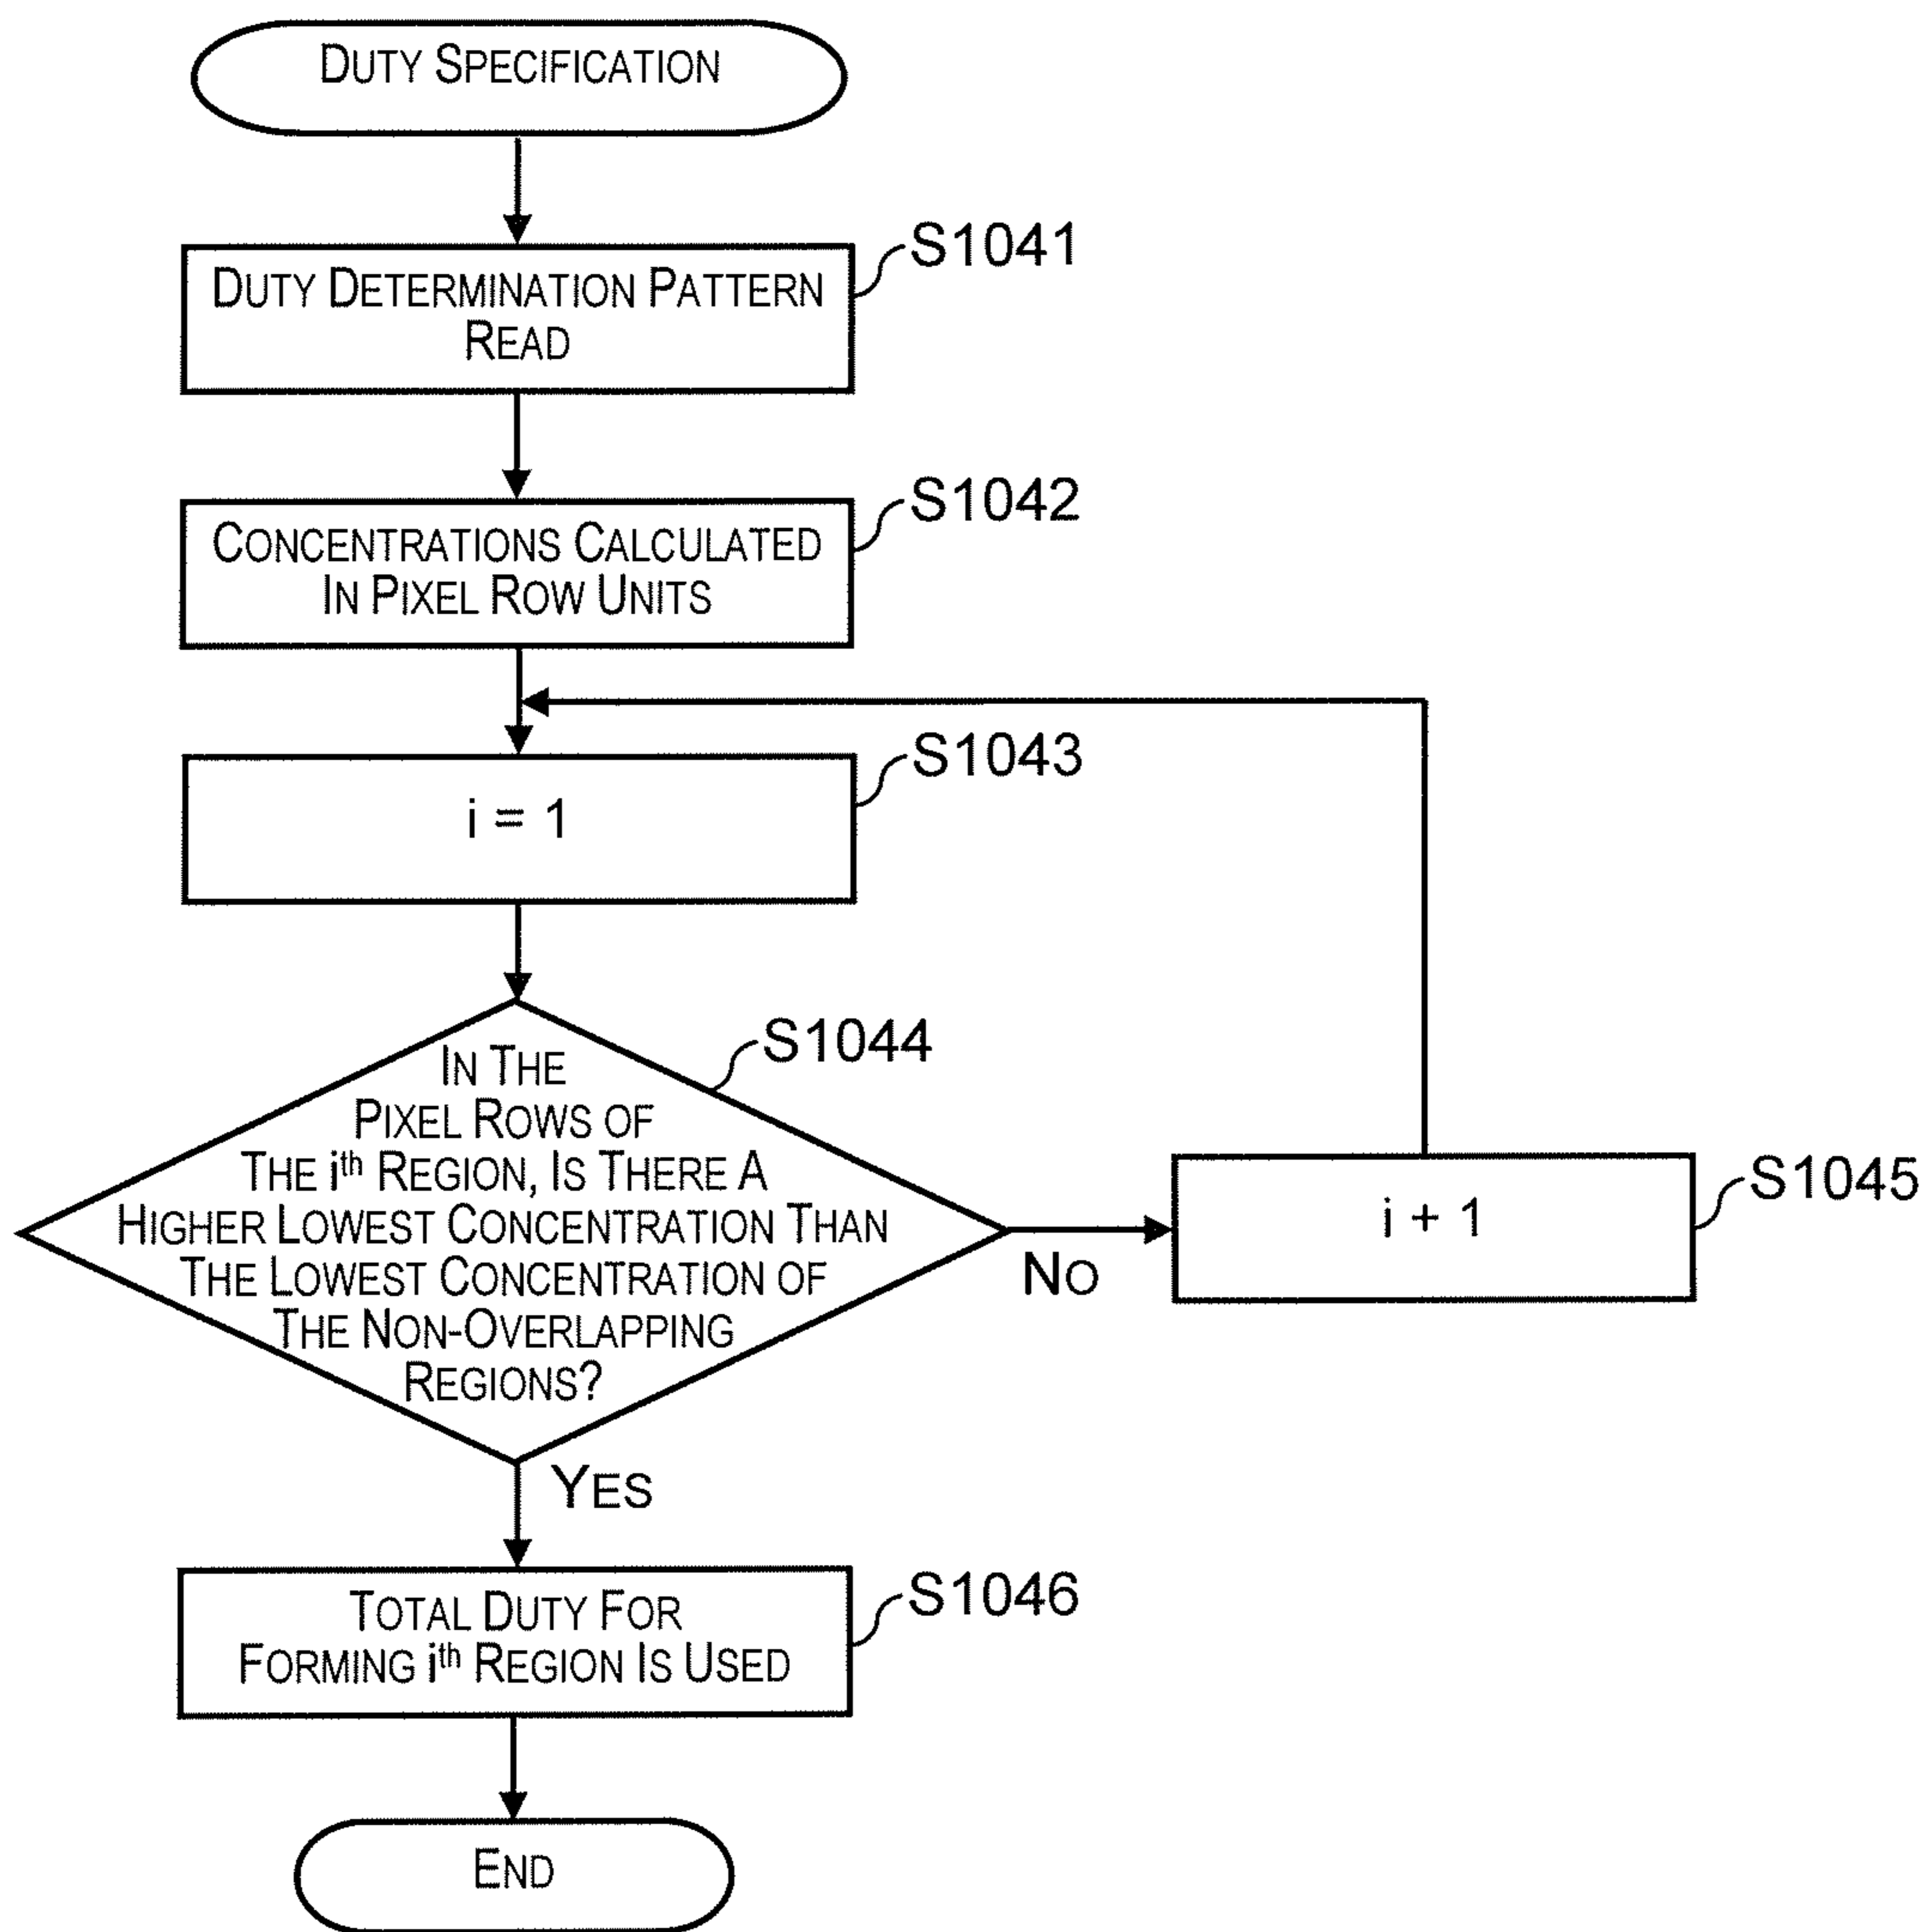 DUTY SPECIFICATION
S1041
DUTY DETERMINATION PATTERN
READ
S1042
CONCENTRATIONS CALCULATED
IN PIXEL ROW UNITS
S1043
i = 1
S1044
IN THE
PIXEL ROWS OF
THE ith REGION, IS THERE A
HIGHER LOWEST CONCENTRATION THAN
THE LOWEST CONCENTRATION OF
THE NON-OVERLAPPING
REGIONS?
NO
S1045
i + 1
YES
S1046
TOTAL DUTY FOR
FORMING ith REGION IS USED
END